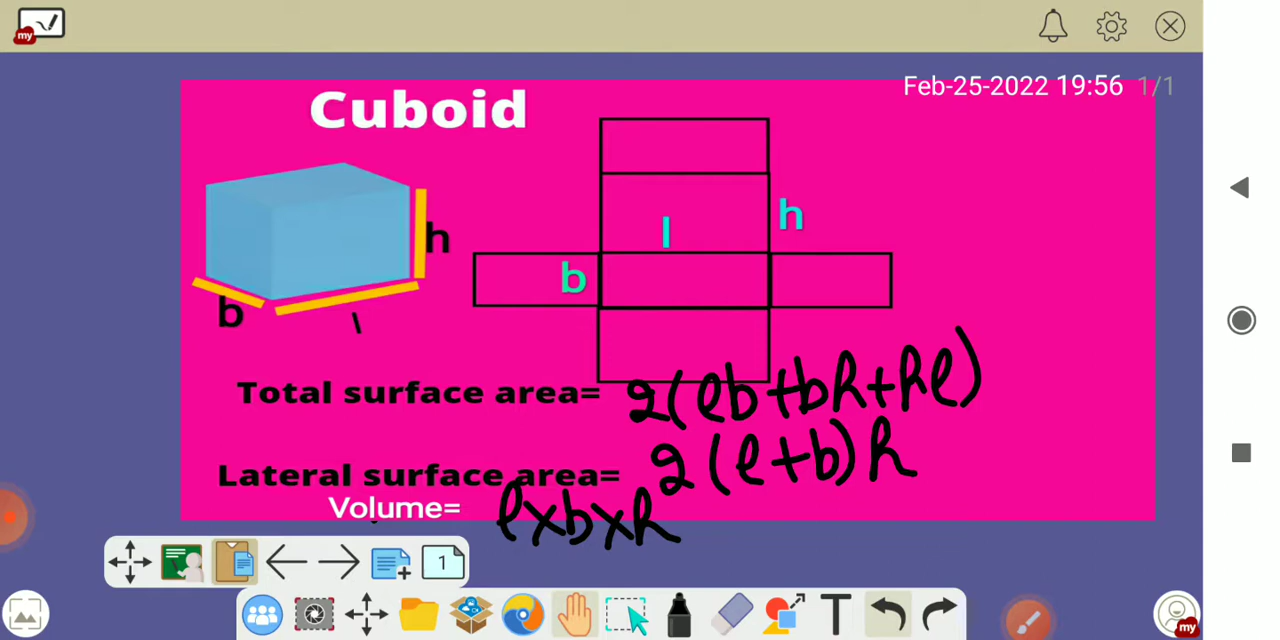 my
Feb-25-2022 19:56 1/1
Cuboid
h
b
l
l
h
b
Total surface area= 2(lb+bh+hl)
Lateral surface area= 2(l+b)h
Volume= l×b×h
1
T
my